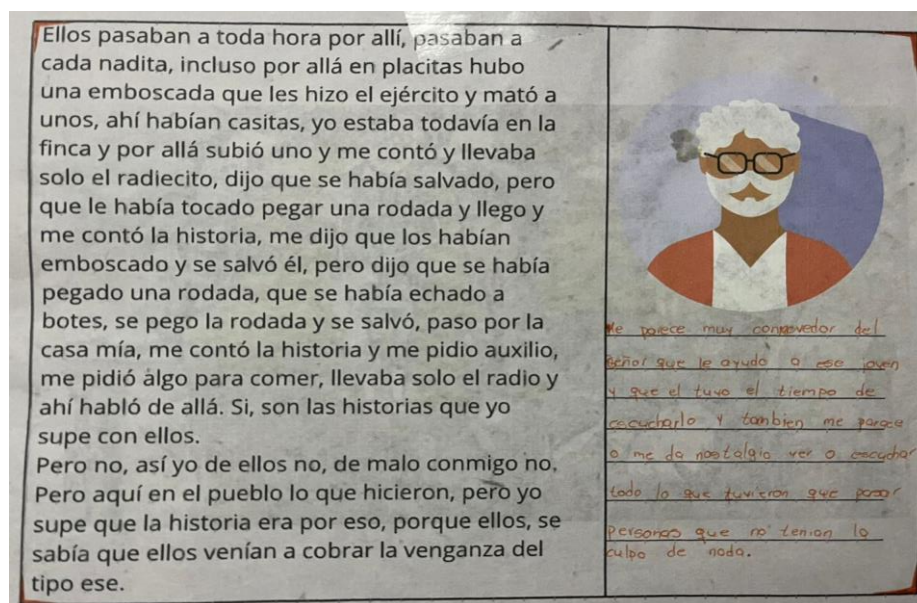 Ellos pasaban a toda hora por allí, pasaban a
cada nadita, incluso por allá en placitas hubo
una emboscada que les hizo el ejército y mató a
unos, ahí habían casitas, yo estaba todavía en la
finca y por allá subió uno y me contó y llevaba
solo el radiecito, dijo que se había salvado, pero
que le había tocado pegar una rodada y llego y
me contó la historia, me dijo que los habían
emboscado y se salvó él, pero dijo que se había
pegado una rodada, que se había echado a
botes, se pego la rodada y se salvó, paso por la
casa mía, me contó la historia y me pidio auxilio,
me pidió algo para comer, llevaba solo el radio y
ahí habló de allá. Si, son las historias que yo
supe con ellos.
Pero no, así yo de ellos no, de malo conmigo no.
Pero aquí en el pueblo lo que hicieron, pero yo
supe que la historia era por eso, porque ellos, se
sabía que ellos venían a cobrar la venganza del
tipo ese.
Me parece muy conmovedor del
señor que le ayudo a ese joven
y que el tuvo el tiempo de
escucharlo y tambien me parece
o me da nostalgia ver o escuchar
todo lo que tuvieron que pasar
personas que no tenian la
culpa de nada.